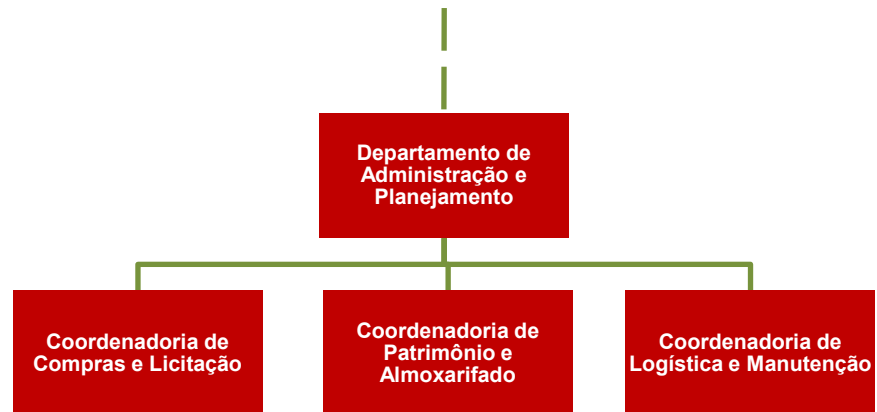 Departamento de
Administração e
Planejamento
Coordenadoria de
Compras e Licitação
Coordenadoria de
Patrimônio e
Almoxarifado
Coordenadoria de
Logística e Manutenção